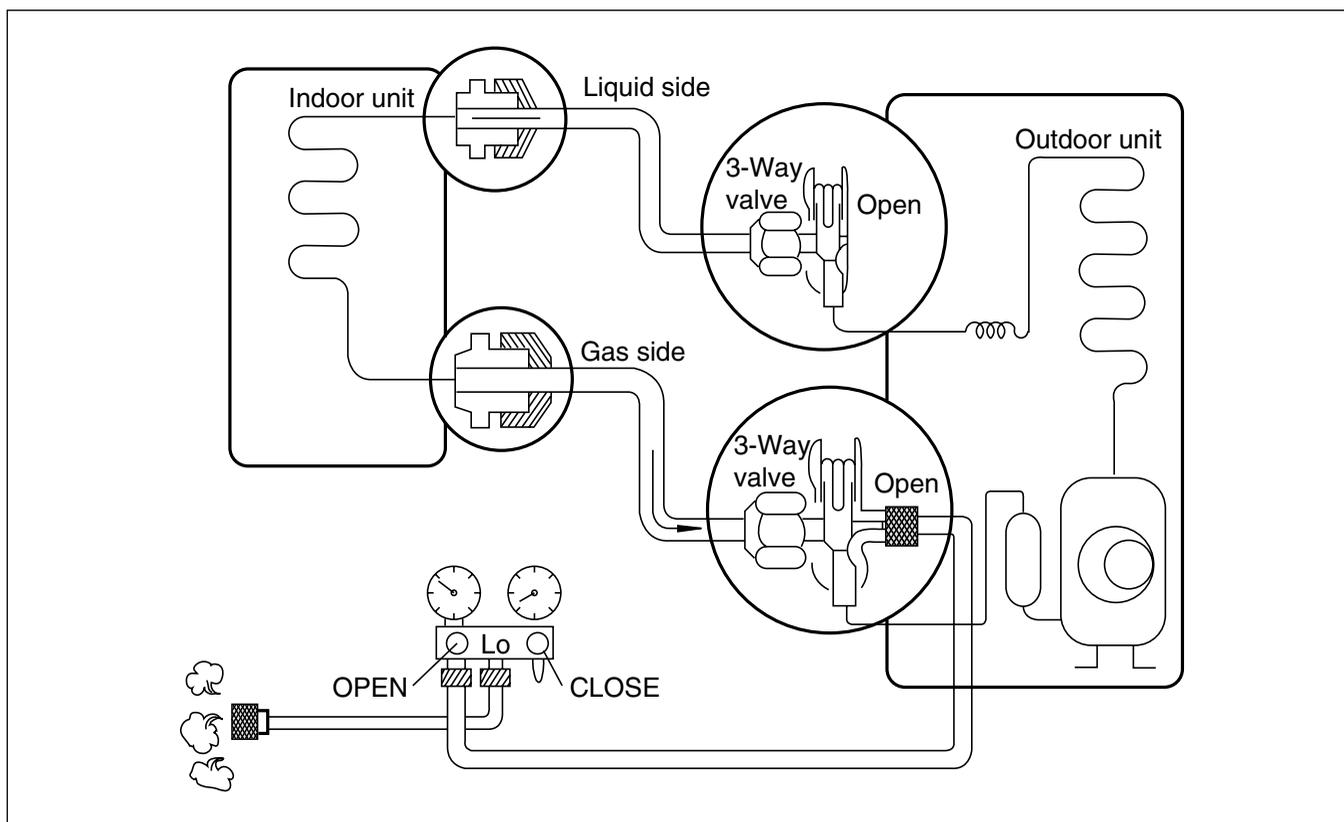 Indoor unit
Liquid side
Outdoor unit
3-Way
valve
Open
Gas side
3-Way
valve
Open
Lo
OPEN
CLOSE